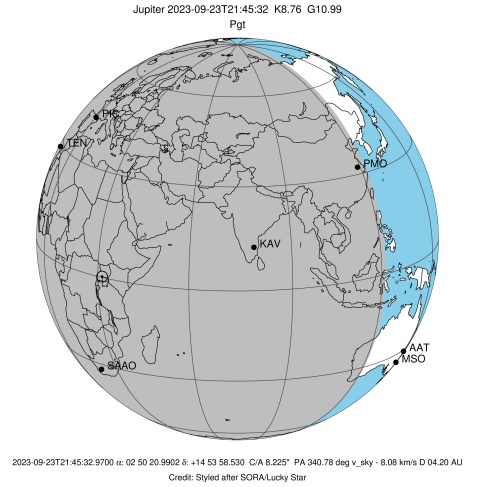 Jupiter 2023-09-23T21:45:32 K8.76 G10.99
Pgt
PIC
TEN
PMO
KAV
AAT
MSO
SAAO
2023-09-23T21:45:32.9700 α: 02 50 20.9902 δ: +14 53 58.530 C/A 8.225" PA 340.78 deg v_sky - 8.08 km/s D 04.20 AU
Credit: Styled after SORA/Lucky Star